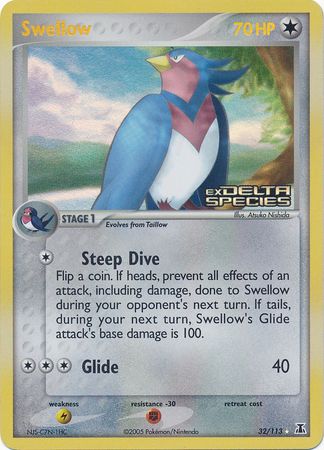 Swellow 70 HP
EX DELTA
SPECIES
Illus. Atsuko Nishida
STAGE 1
Evolves from Taillow
Steep Dive
Flip a coin. If heads, prevent all effects of an
attack, including damage, done to Swellow
during your opponent's next turn. If tails,
during your next turn, Swellow's Glide
attack's base damage is 100.
Glide 40
weakness resistance -30 retreat cost
NJS-C7N-1HC ©2005 Pokémon/Nintendo 32/113